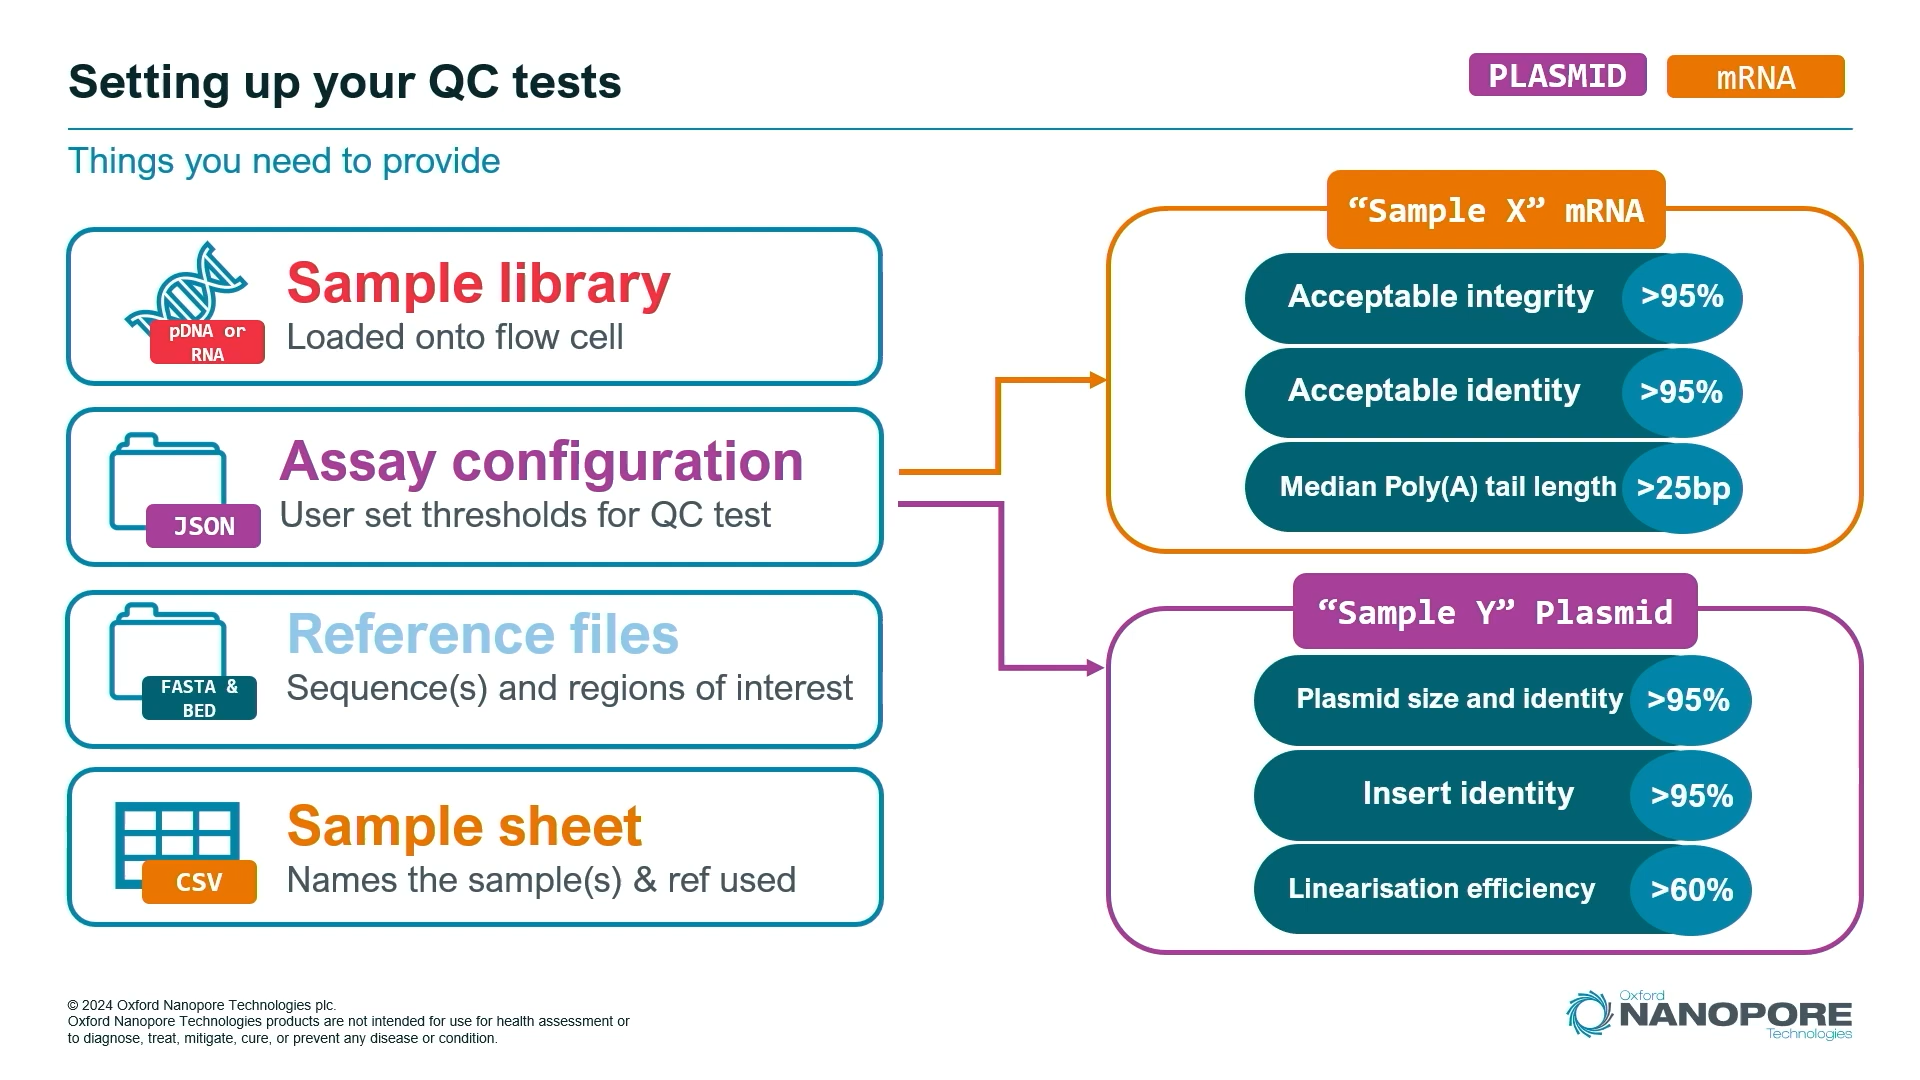 Setting up your QC tests
PLASMID
mRNA
Things you need to provide
pDNA or
RNA
Sample library
Loaded onto flow cell
JSON
Assay configuration
User set thresholds for QC test
FASTA &
BED
Reference files
Sequence(s) and regions of interest
CSV
Sample sheet
Names the sample(s) & ref used
“Sample X” mRNA
Acceptable integrity >95%
Acceptable identity >95%
Median Poly(A) tail length >25bp
“Sample Y” Plasmid
Plasmid size and identity >95%
Insert identity >95%
Linearisation efficiency >60%
© 2024 Oxford Nanopore Technologies plc.
Oxford Nanopore Technologies products are not intended for use for health assessment or
to diagnose, treat, mitigate, cure, or prevent any disease or condition.
Oxford
NANOPORE
Technologies